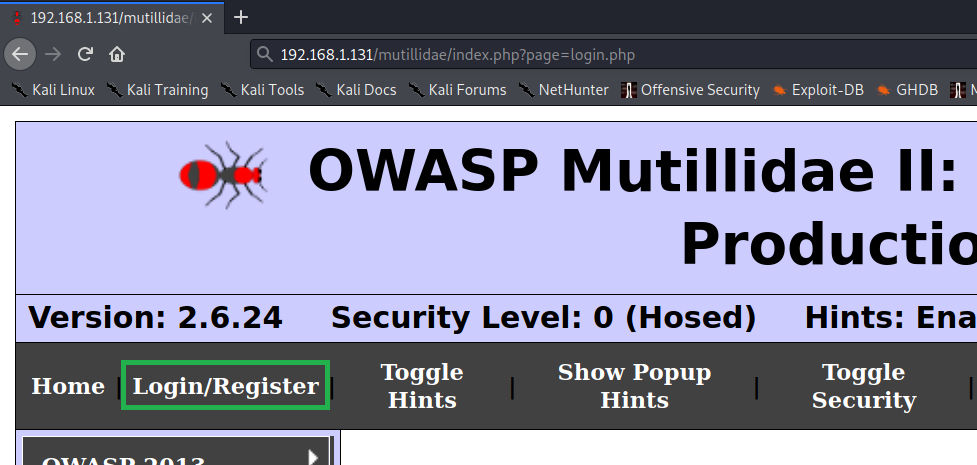 192.168.1.131/mutillidae/
192.168.1.131/mutillidae/index.php?page=login.php
Kali Linux Kali Training Kali Tools Kali Docs Kali Forums NetHunter Offensive Security Exploit-DB GHDB
OWASP Mutillidae II:
Productio
Version: 2.6.24 Security Level: 0 (Hosed) Hints: Ena
Home | Login/Register | Toggle Hints | Show Popup Hints | Toggle Security |
OWASP 2013